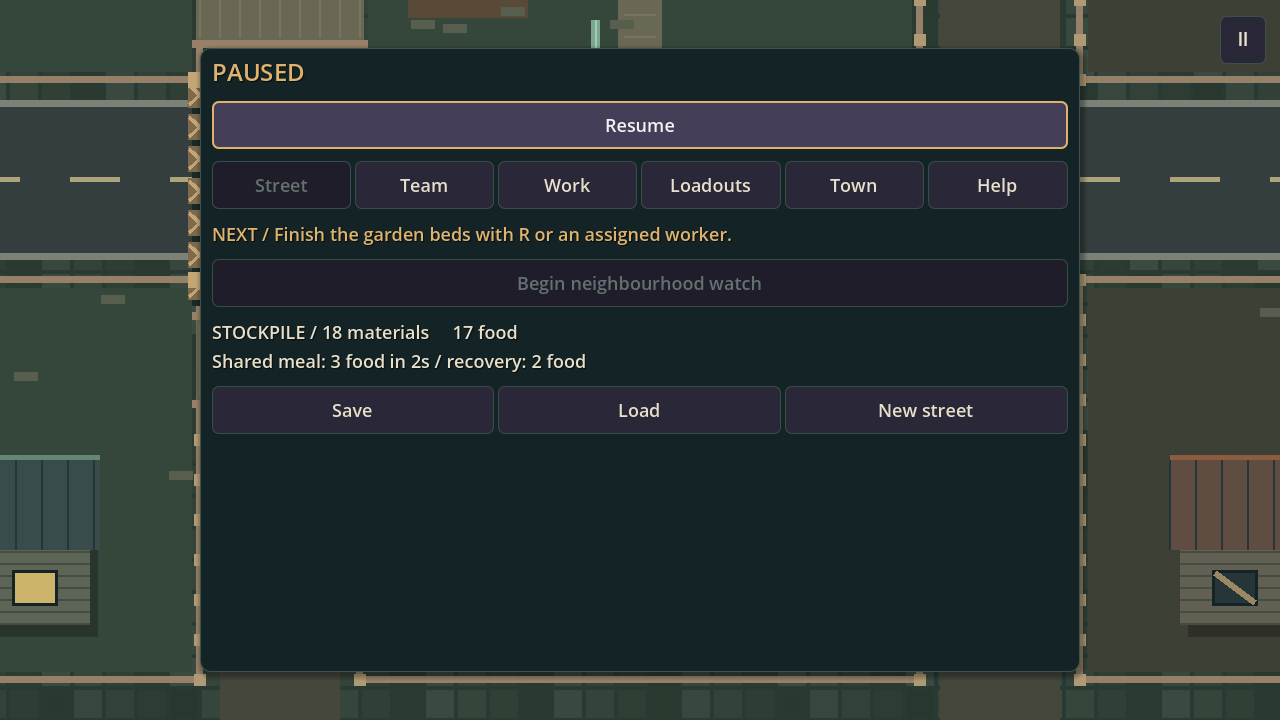 PAUSED
Resume
Street Team Work Loadouts Town Help
NEXT / Finish the garden beds with R or an assigned worker.
Begin neighbourhood watch
STOCKPILE / 18 materials 17 food
Shared meal: 3 food in 2s / recovery: 2 food
Save Load New street